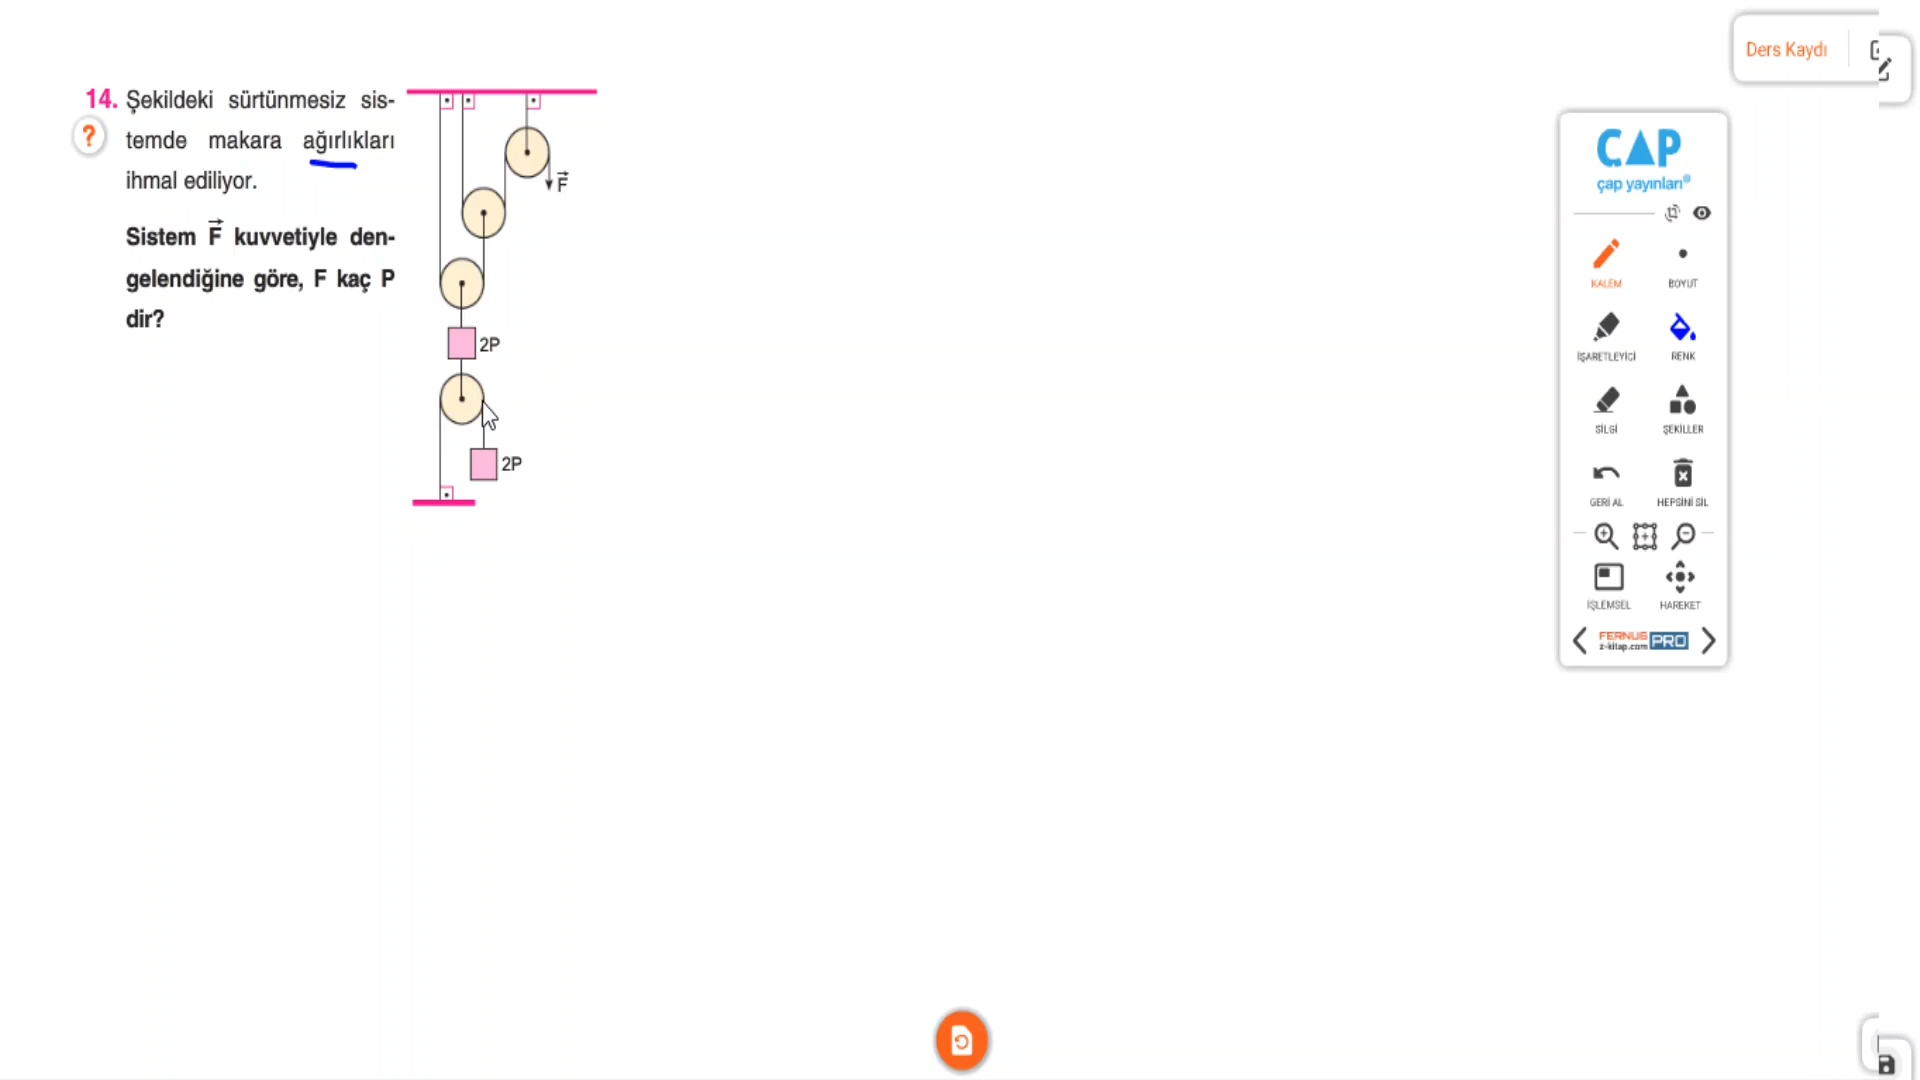 Ders Kaydı
14. Şekildeki sürtünmesiz sis-
temde makara ağırlıkları
ihmal ediliyor.
Sistem F kuvvetiyle den-
gelendiğine göre, F kaç P
dir?
?
F
2P
2P
ÇAP
çap yayınları®
KALEM
BOYUT
İŞARETLEYİCİ
RENK
SİLGİ
ŞEKİLLER
GERİ AL
HEPSİNİ SİL
İŞLEMSEL
HAREKET
FERNUS PRO
z-kitap.com